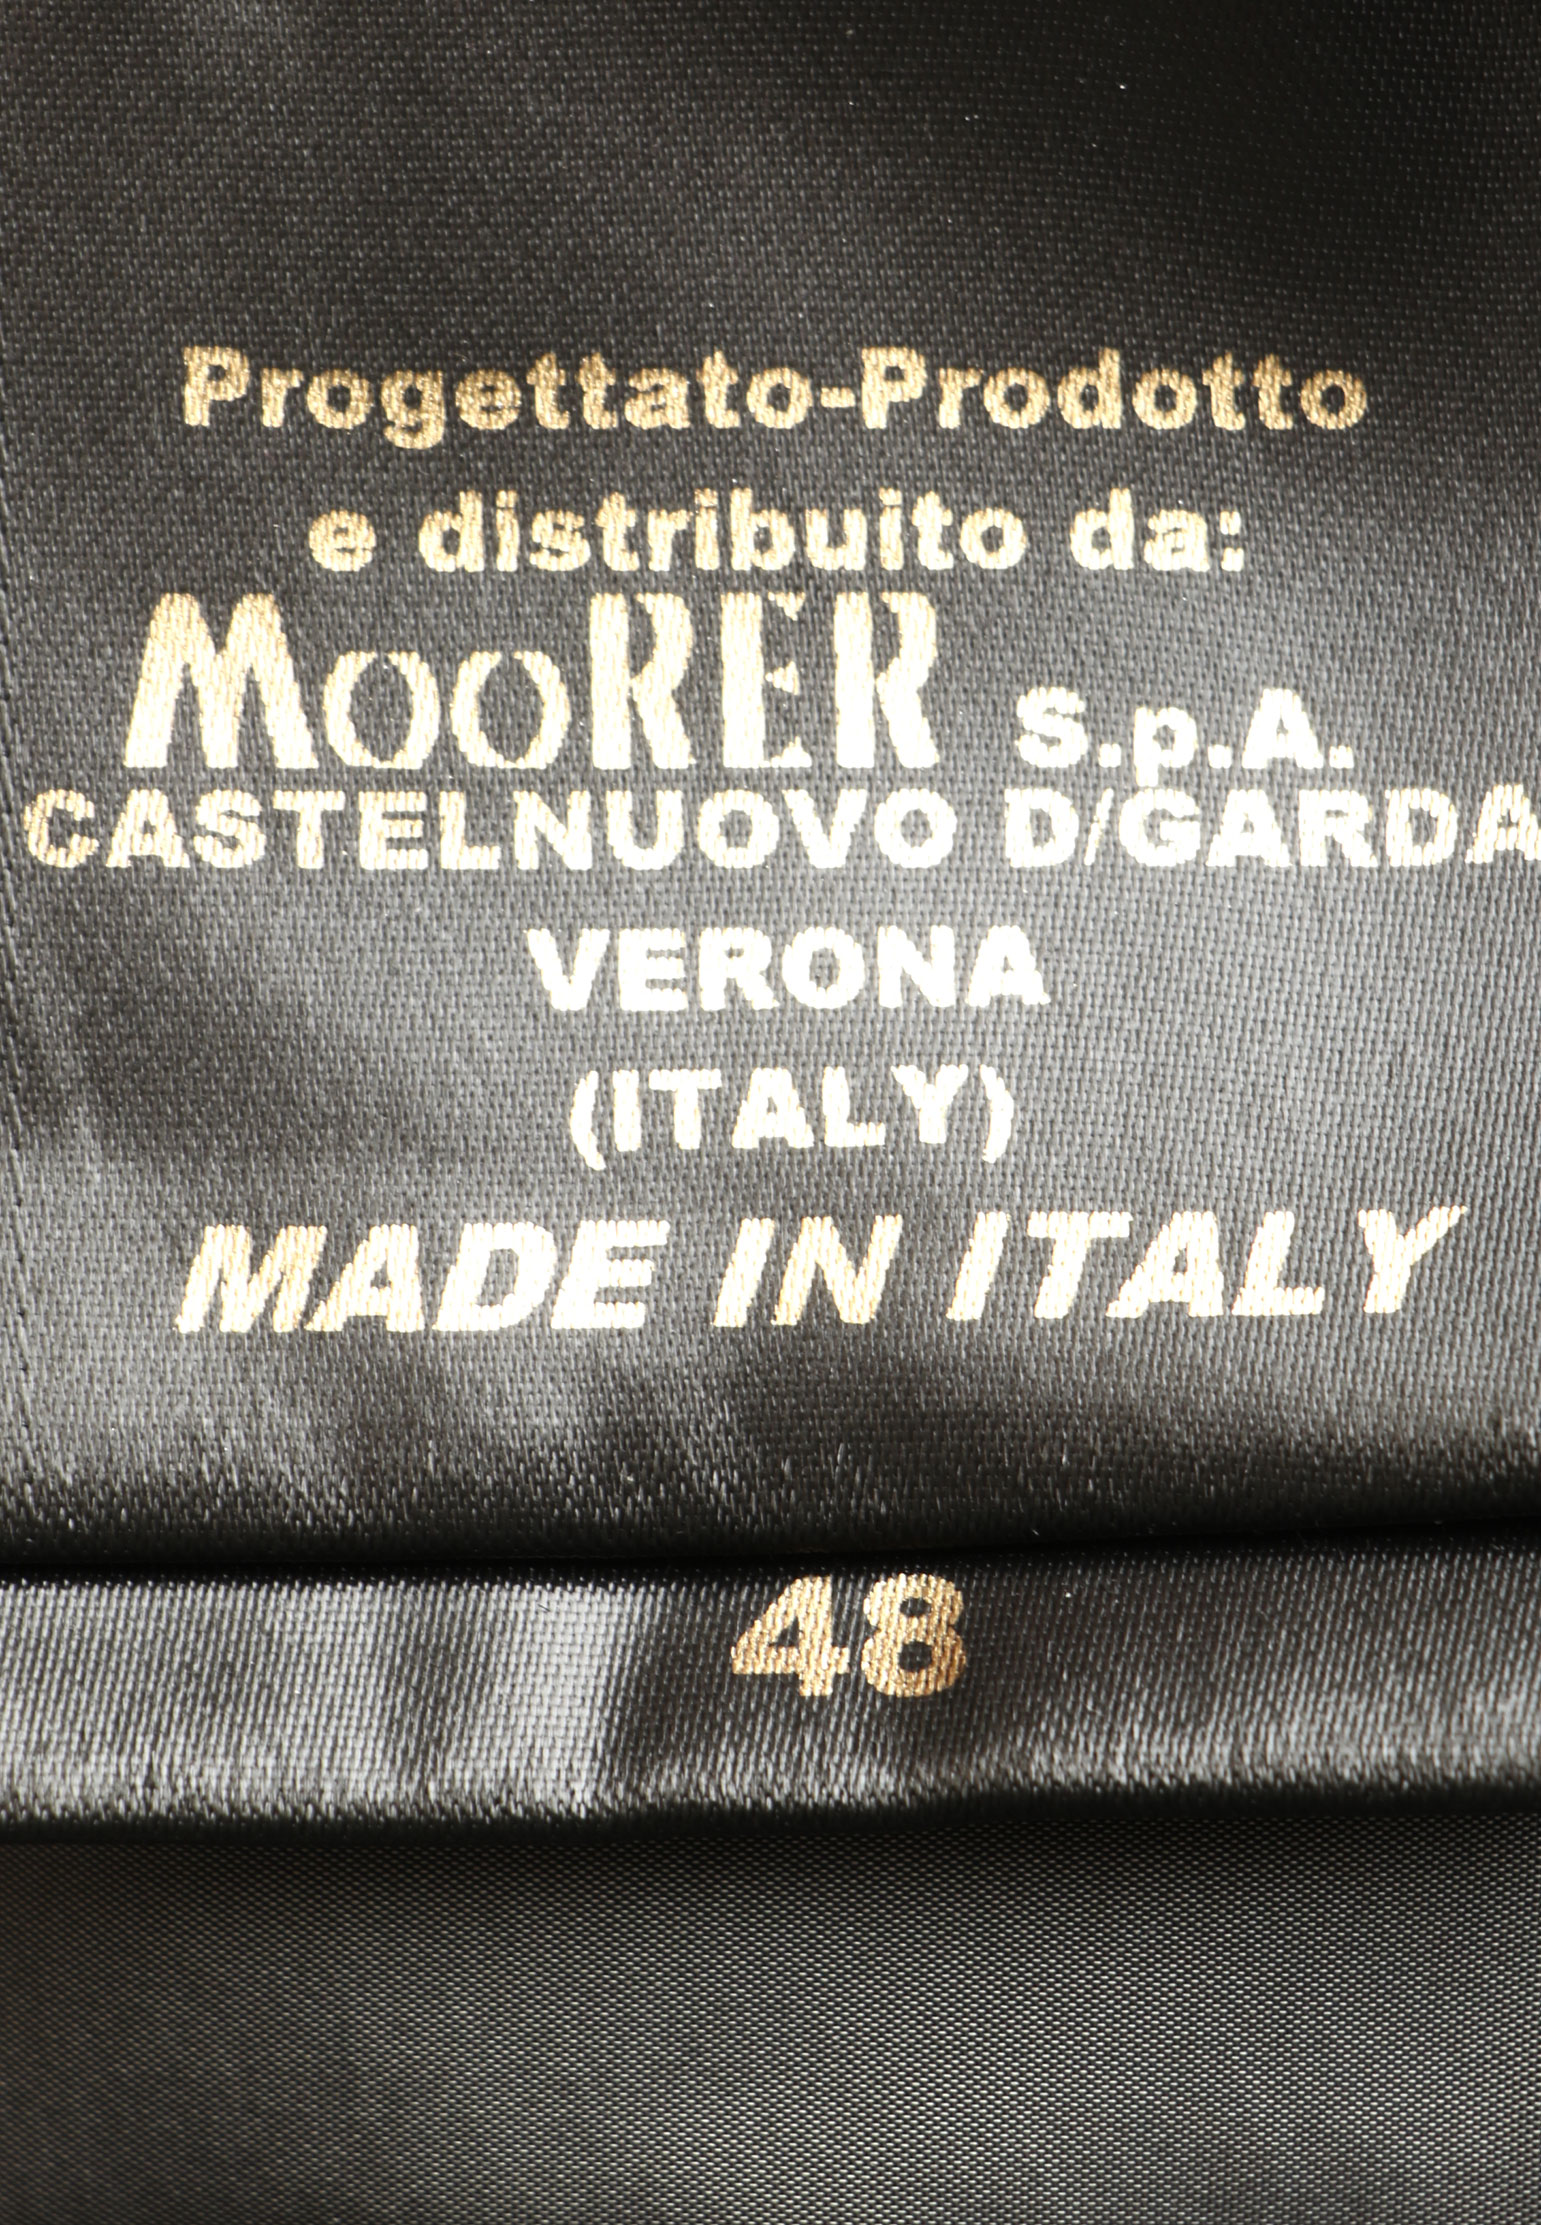 Progettato-Prodotto
e distribuito da:
MooRER S.p.A.
CASTELNUOVO D/GARDA
VERONA
(ITALY)
MADE IN ITALY
48